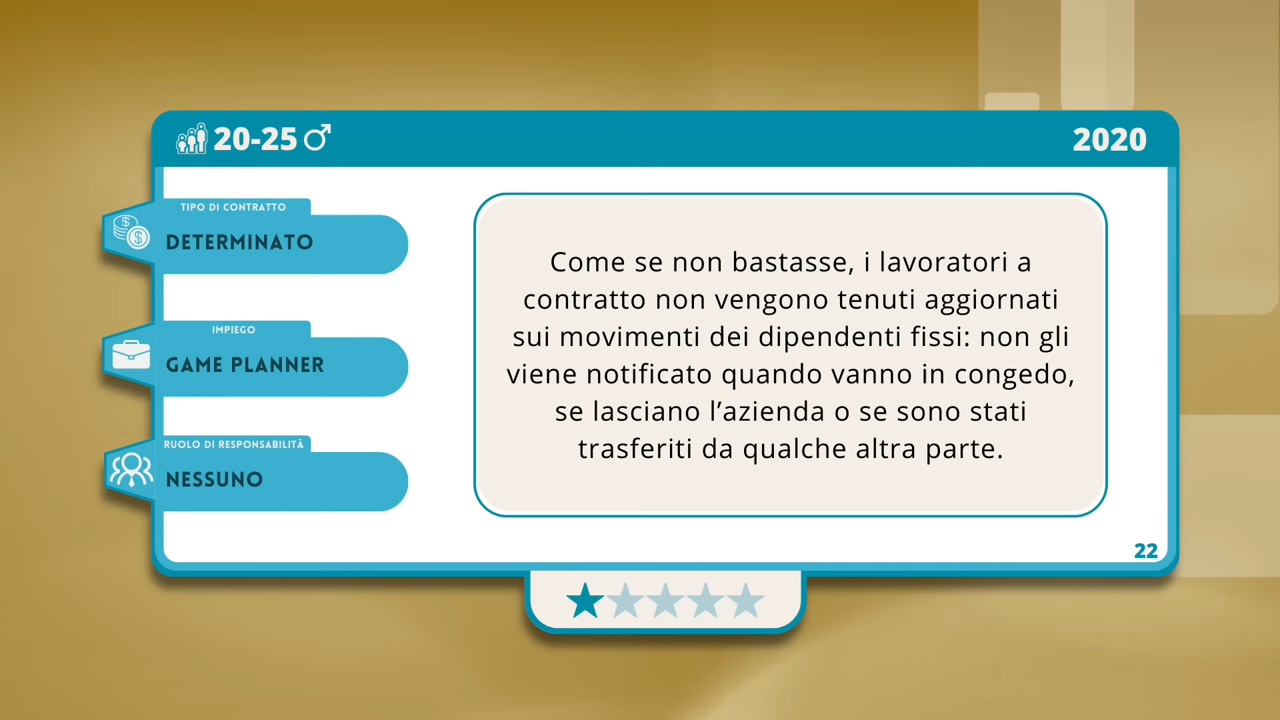 20-25
2020
TIPO DI CONTRATTO
DETERMINATO
IMPIEGO
GAME PLANNER
RUOLO DI RESPONSABILITÀ
NESSUNO
Come se non bastasse, i lavoratori a
contratto non vengono tenuti aggiornati
sui movimenti dei dipendenti fissi: non gli
viene notificato quando vanno in congedo,
se lasciano l’azienda o se sono stati
trasferiti da qualche altra parte.
22